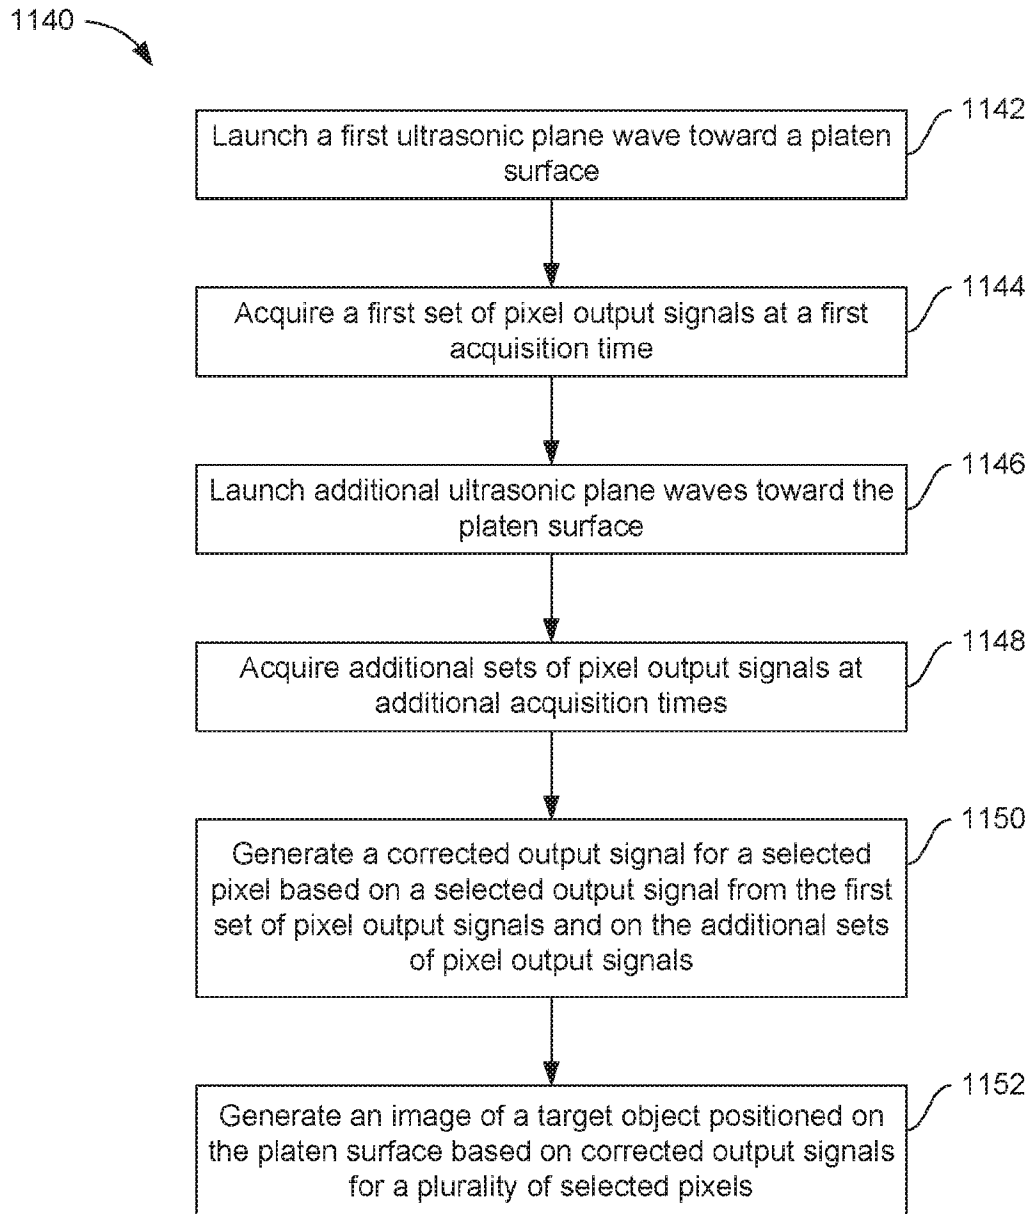 1140
1142
Launch a first ultrasonic plane wave toward a platen
surface
1144
Acquire a first set of pixel output signals at a first
acquisition time
1146
Launch additional ultrasonic plane waves toward the
platen surface
1148
Acquire additional sets of pixel output signals at
additional acquisition times
1150
Generate a corrected output signal for a selected
pixel based on a selected output signal from the first
set of pixel output signals and on the additional sets
of pixel output signals
1152
Generate an image of a target object positioned on
the platen surface based on corrected output signals
for a plurality of selected pixels